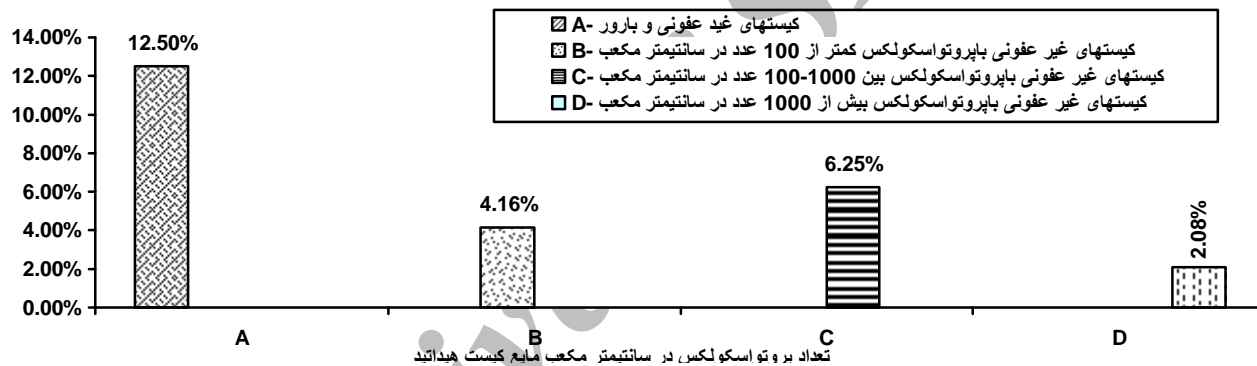 A- کیستهای غید عفونی و بارور
B- کیستهای غیر عفونی باپروتواسکولکس کمتر از 100 عدد در سانتیمتر مکعب
C- کیستهای غیر عفونی باپروتواسکولکس بین 1000-100 عدد در سانتیمتر مکعب
D- کیستهای غیر عفونی باپروتواسکولکس بیش از 1000 عدد در سانتیمتر مکعب
14.00%
12.00%
10.00%
8.00%
6.00%
4.00%
2.00%
0.00%
12.50%
4.16%
6.25%
2.08%
A
B
C
D
تعداد پروتواسکولکس در سانتیمتر مکعب مایع کیست هیداتید